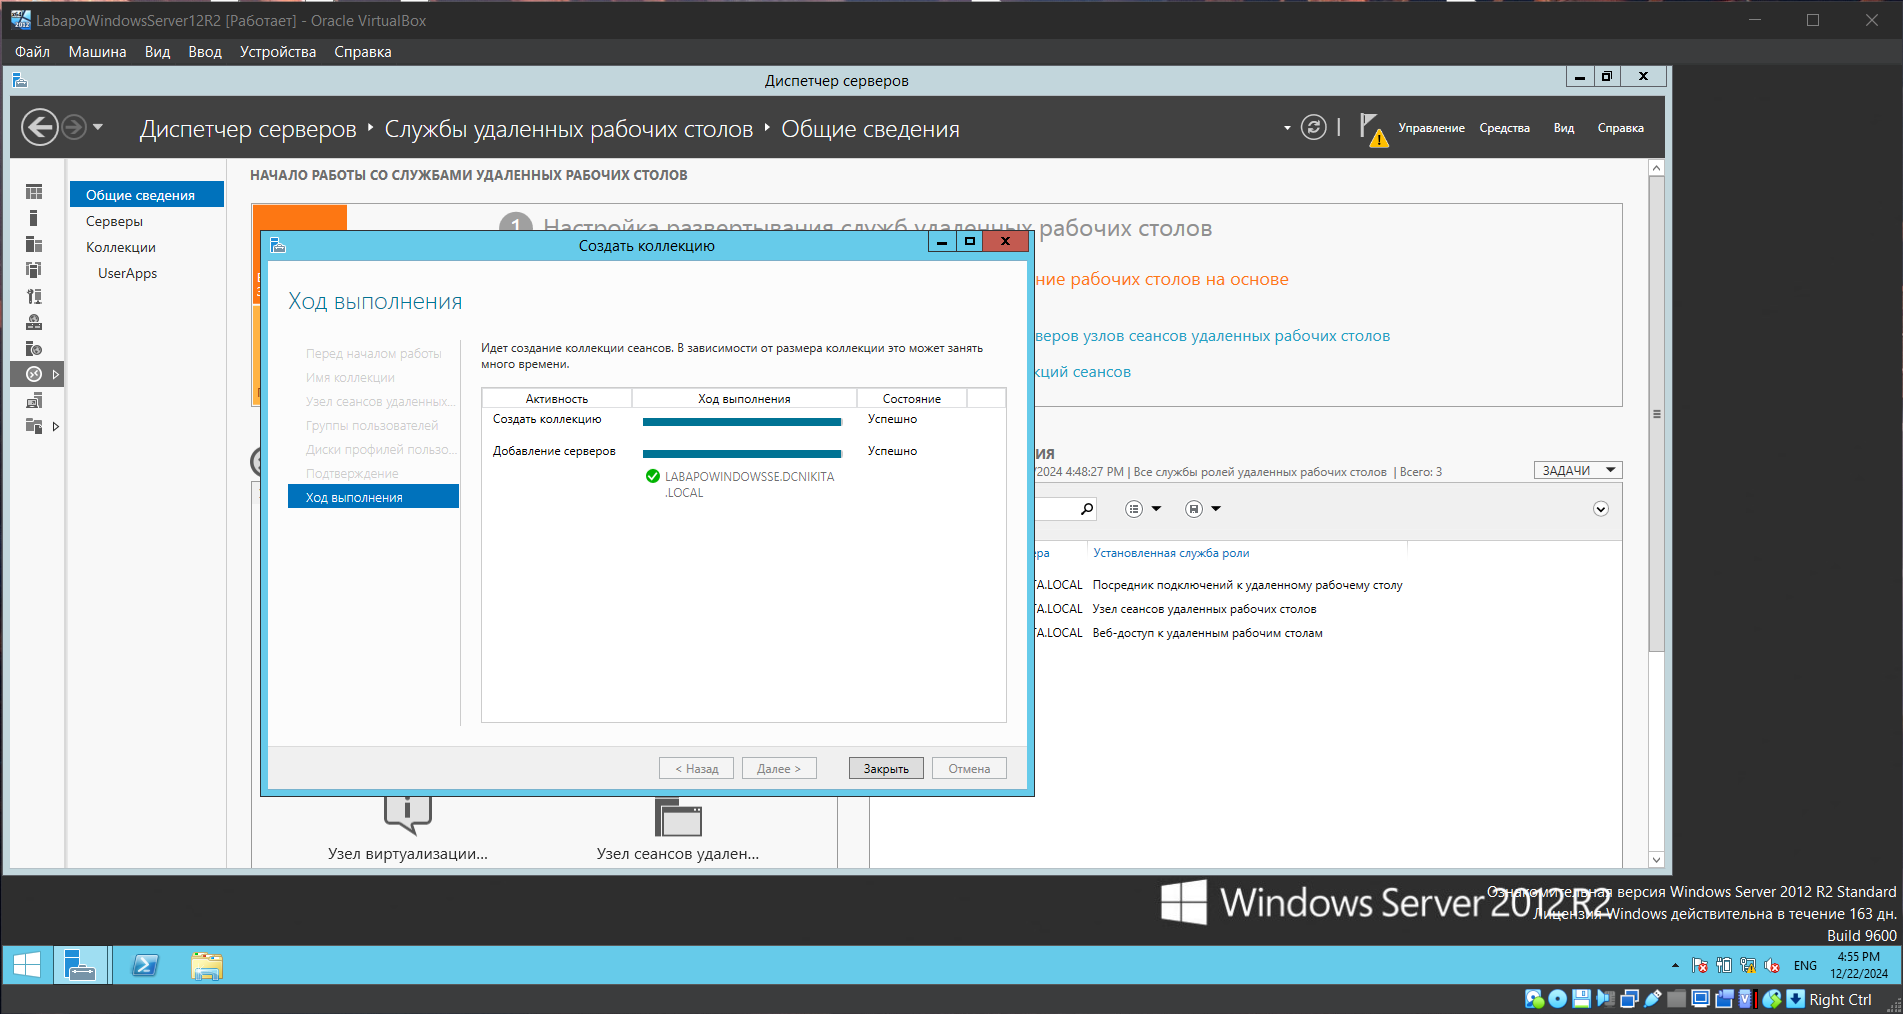 LabapoWindowsServer12R2 [Работает] - Oracle VirtualBox
Файл Машина Вид Ввод Устройства Справка
Диспетчер серверов
Диспетчер серверов Службы удаленных рабочих столов Общие сведения
Управление Средства Вид Справка
Общие сведения
Серверы
Коллекции
UserApps
НАЧАЛО РАБОТЫ СО СЛУЖБАМИ УДАЛЕННЫХ РАБОЧИХ СТОЛОВ
1 Настройка развертывания служб удаленных рабочих столов
ние рабочих столов на основе
веров узлов сеансов удаленных рабочих столов
кций сеансов
Создать коллекцию
Ход выполнения
Перед началом работы
Имя коллекции
Узел сеансов удаленных...
Группы пользователей
Диски профилей пользо...
Подтверждение
Ход выполнения
Идет создание коллекции сеансов. В зависимости от размера коллекции это может занять
много времени.
Активность Ход выполнения Состояние
Создать коллекцию Успешно
Добавление серверов Успешно
LABAPOWINDOWSSE.DCNIKITA
.LOCAL
< Назад Далее > Закрыть Отмена
ИЯ
/2024 4:48:27 PM | Все службы ролей удаленных рабочих столов | Всего: 3
ЗАДАЧИ
ера Установленная служба роли
TA.LOCAL Посредник подключений к удаленному рабочему столу
TA.LOCAL Узел сеансов удаленных рабочих столов
TA.LOCAL Веб-доступ к удаленным рабочим столам
Узел виртуализации... Узел сеансов удален...
Windows Server 2012 R2
Ознакомительная версия Windows Server 2012 R2 Standard
Лицензия Windows действительна в течение 163 дн.
Build 9600
ENG
4:55 PM
12/22/2024
Right Ctrl